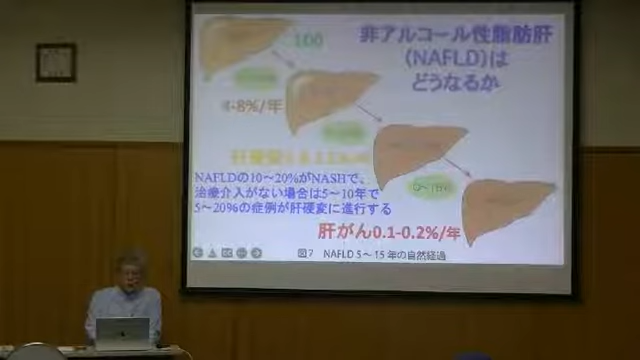 非アルコール性脂肪肝
(NAFLD)は
どうなるか
100
4-8%/年
NAFLDの10〜20%がNASHで、
治療介入がない場合は5〜10年で
5〜20%の症例が肝硬変に進行する
肝がん0.1-0.2%/年
図7 NAFLD 5〜15年の自然経過